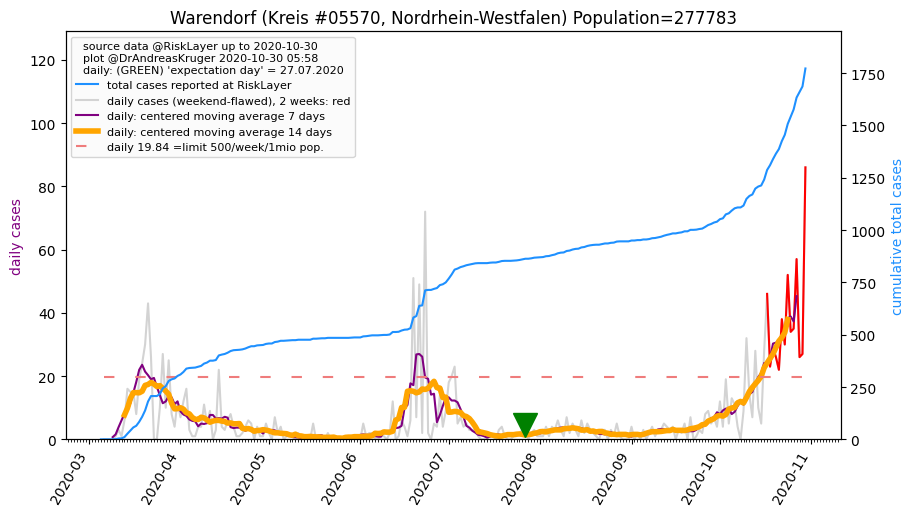 Warendorf (Kreis #05570, Nordrhein-Westfalen) Population=277783
source data @RiskLayer up to 2020-10-30
plot @DrAndreasKruger 2020-10-30 05:58
daily: (GREEN) 'expectation day' = 27.07.2020
total cases reported at RiskLayer
daily cases (weekend-flawed), 2 weeks: red
daily: centered moving average 7 days
daily: centered moving average 14 days
daily 19.84 =limit 500/week/1mio pop.
daily cases
120
100
80
60
40
20
0
cumulative total cases
1750
1500
1250
1000
750
500
250
0
2020-03
2020-04
2020-05
2020-06
2020-07
2020-08
2020-09
2020-10
2020-11